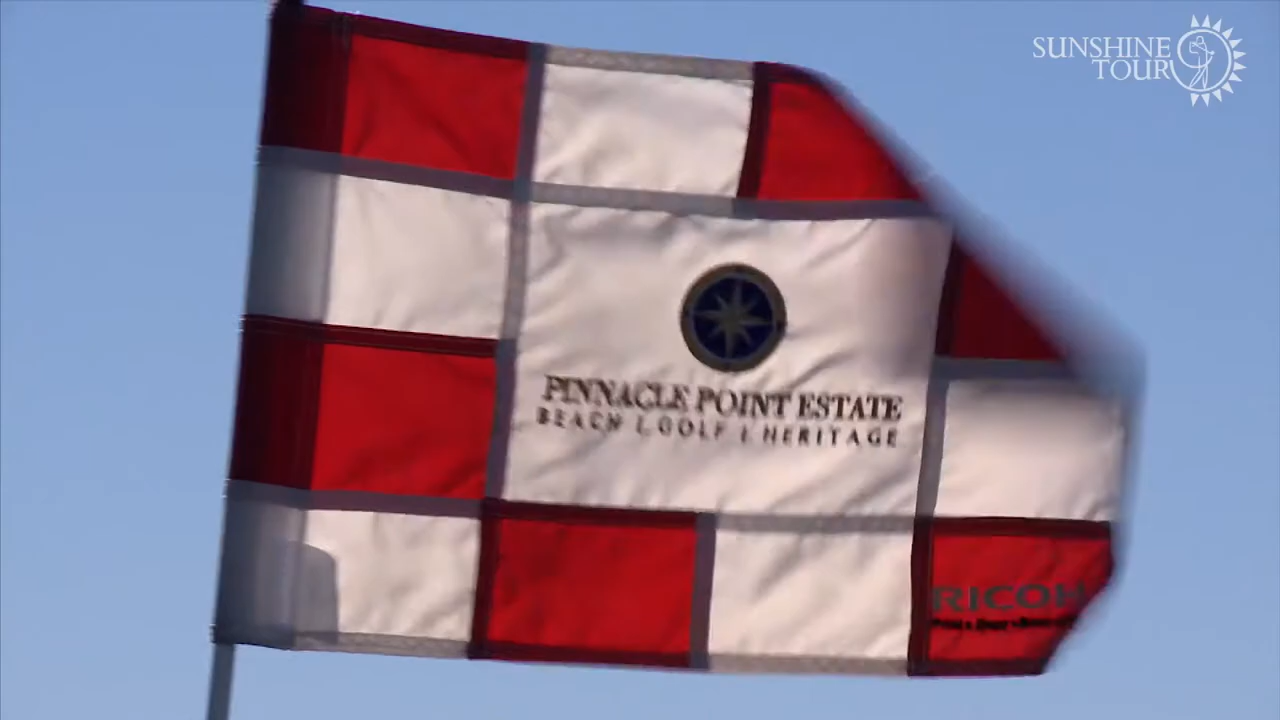 SUNSHINE
TOUR
PINNACLE POINT ESTATE
BEACH | GOLF | HERITAGE
RICOH